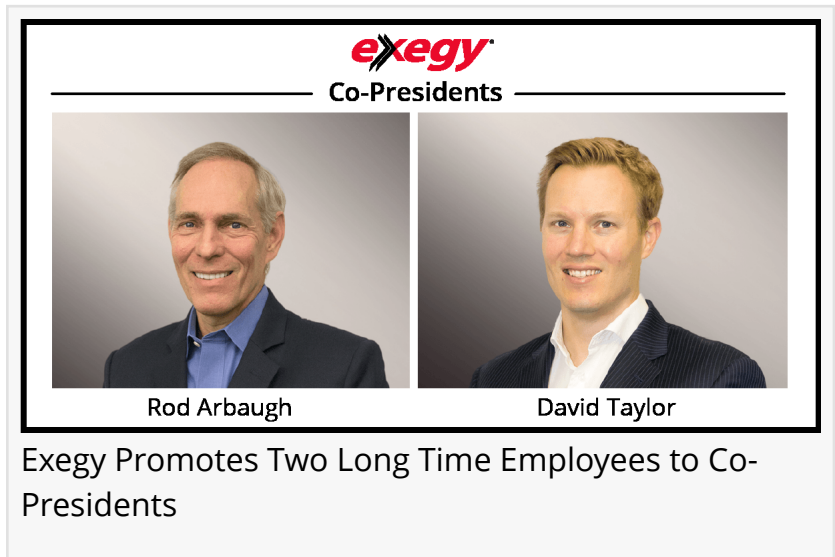 exegy
Co-Presidents
Rod Arbaugh
David Taylor
Exegy Promotes Two Long Time Employees to Co-
Presidents